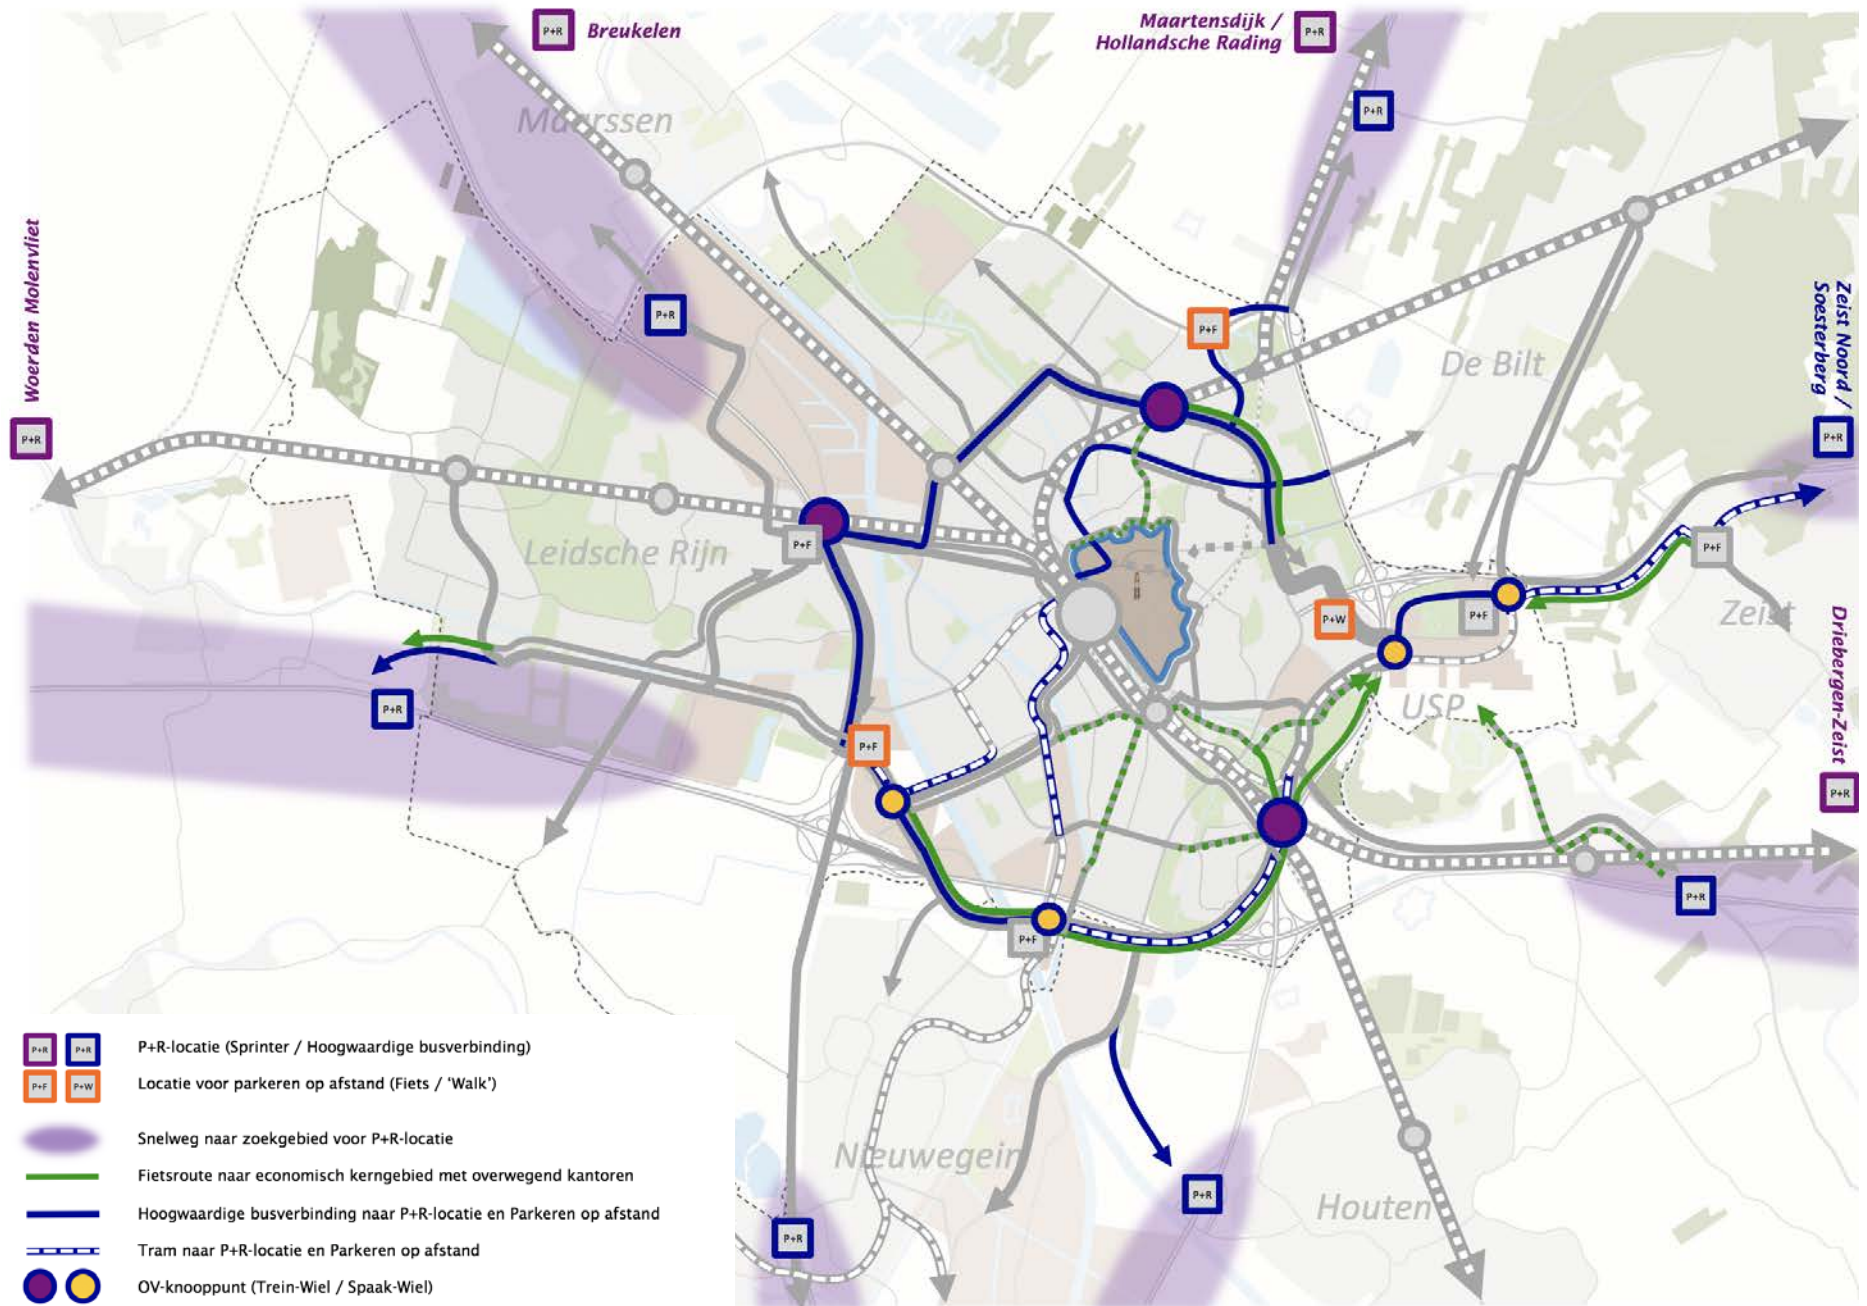 P+R
Breukelen
Maartensdijk /
Hollandsche Rading
P+R
P+R
Maarssen
Woerden Molenvliet
P+R
P+R
P+F
De Bilt
Zeist Noord /
Soesterberg
P+R
Leidsche Rijn
P+F
P+F
P+F
P+W
Zeist
USP
Driebergen-Zeist
P+R
P+R
P+F
P+R
P+F
Nieuwegein
P+R
Houten
P+R
P+R P+R P+R-locatie (Sprinter / Hoogwaardige busverbinding)
P+F P+W Locatie voor parkeren op afstand (Fiets / ‘Walk’)
Snelweg naar zoekgebied voor P+R-locatie
Fietsroute naar economisch kerngebied met overwegend kantoren
Hoogwaardige busverbinding naar P+R-locatie en Parkeren op afstand
Tram naar P+R-locatie en Parkeren op afstand
OV-knooppunt (Trein-Wiel / Spaak-Wiel)